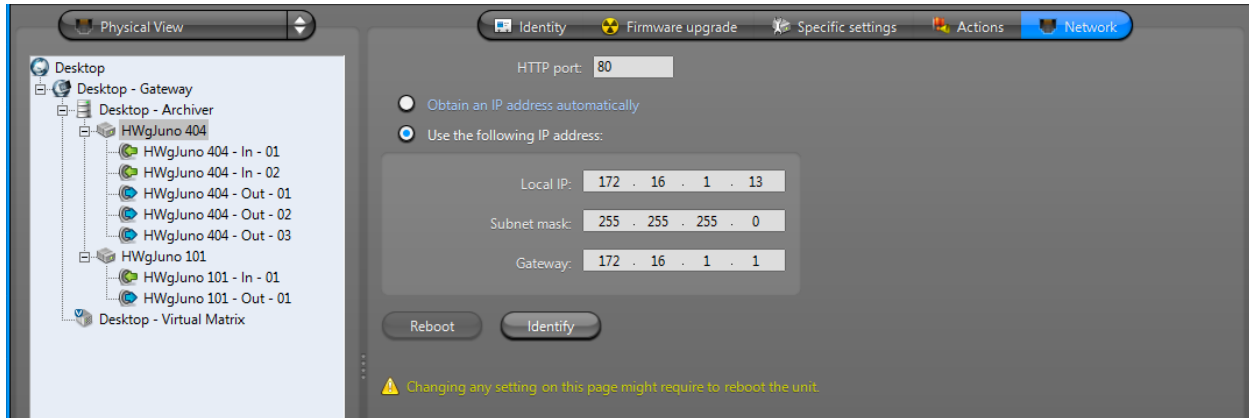 Physical View
Identity Firmware upgrade Specific settings Actions Network
Desktop
Desktop - Gateway
Desktop - Archiver
HWgJuno 404
HWgJuno 404 - In - 01
HWgJuno 404 - In - 02
HWgJuno 404 - Out - 01
HWgJuno 404 - Out - 02
HWgJuno 404 - Out - 03
HWgJuno 101
HWgJuno 101 - In - 01
HWgJuno 101 - Out - 01
Desktop - Virtual Matrix
HTTP port: 80
Obtain an IP address automatically
Use the following IP address:
Local IP: 172 . 16 . 1 . 13
Subnet mask: 255 . 255 . 255 . 0
Gateway: 172 . 16 . 1 . 1
Reboot Identify
Changing any setting on this page might require to reboot the unit.